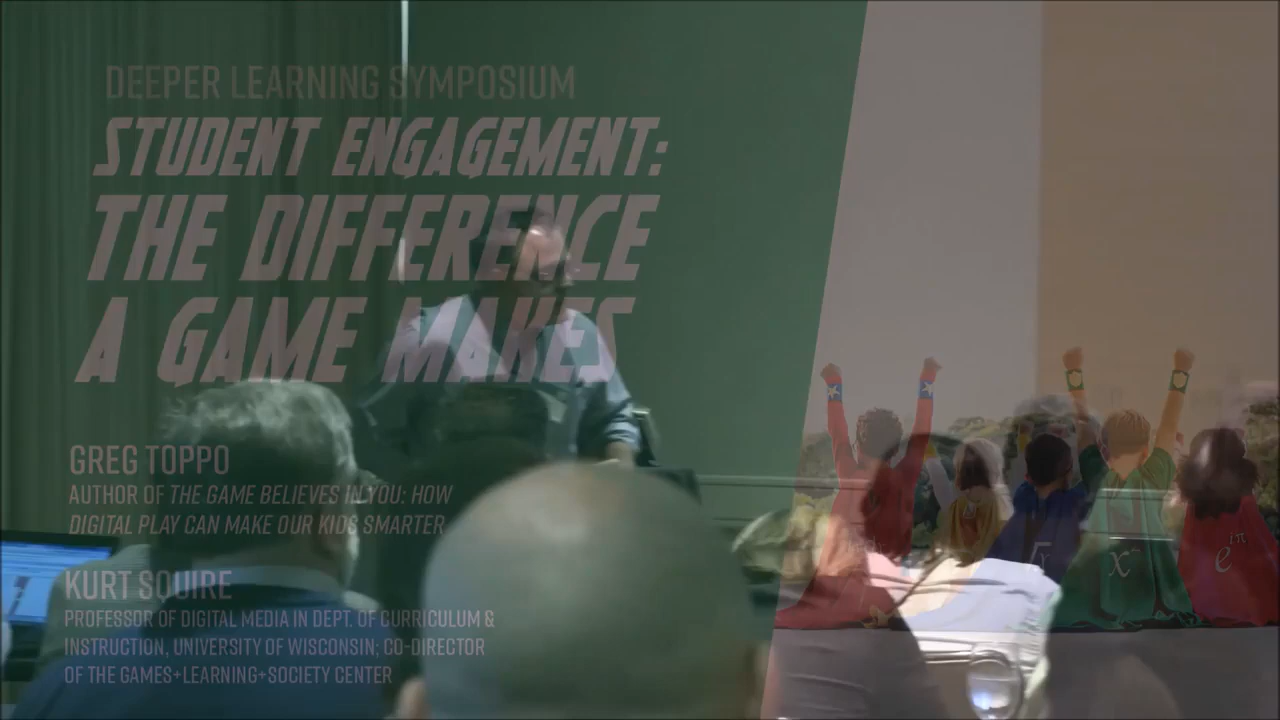 DEEPER LEARNING SYMPOSIUM
STUDENT ENGAGEMENT:
THE DIFFERENCE
A GAME MAKES
GREG TOPPO
AUTHOR OF THE GAME BELIEVES IN YOU: HOW
DIGITAL PLAY CAN MAKE OUR KIDS SMARTER
KURT SQUIRE
PROFESSOR OF DIGITAL MEDIA IN DEPT. OF CURRICULUM &
INSTRUCTION, UNIVERSITY OF WISCONSIN; CO-DIRECTOR
OF THE GAMES+LEARNING+SOCIETY CENTER